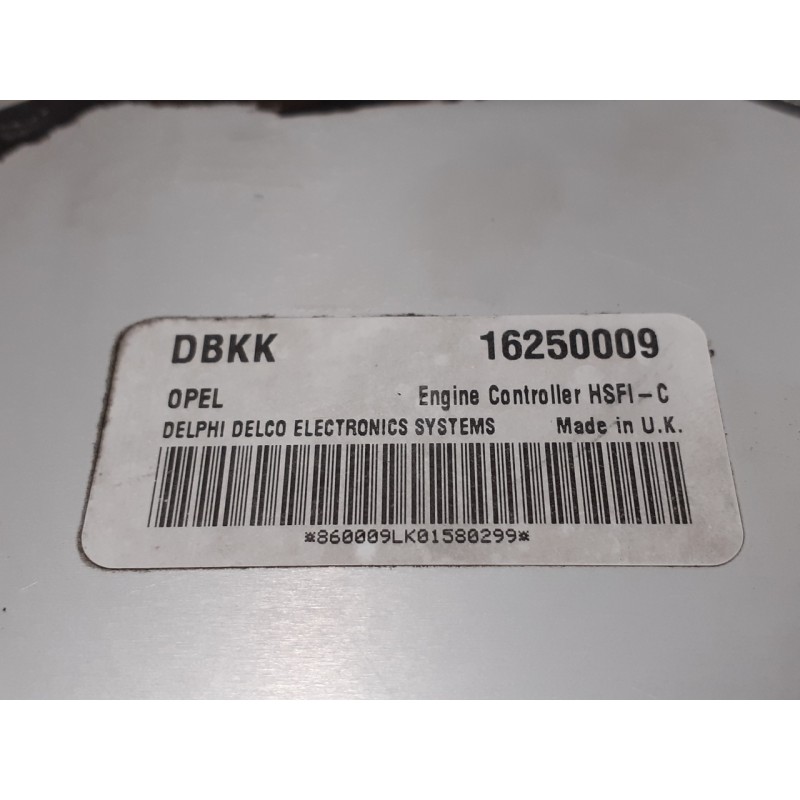 DBKK 16250009
OPEL Engine Controller HSFI-C
DELPHI DELCO ELECTRONICS SYSTEMS Made in U.K.
*860009LK01580299*